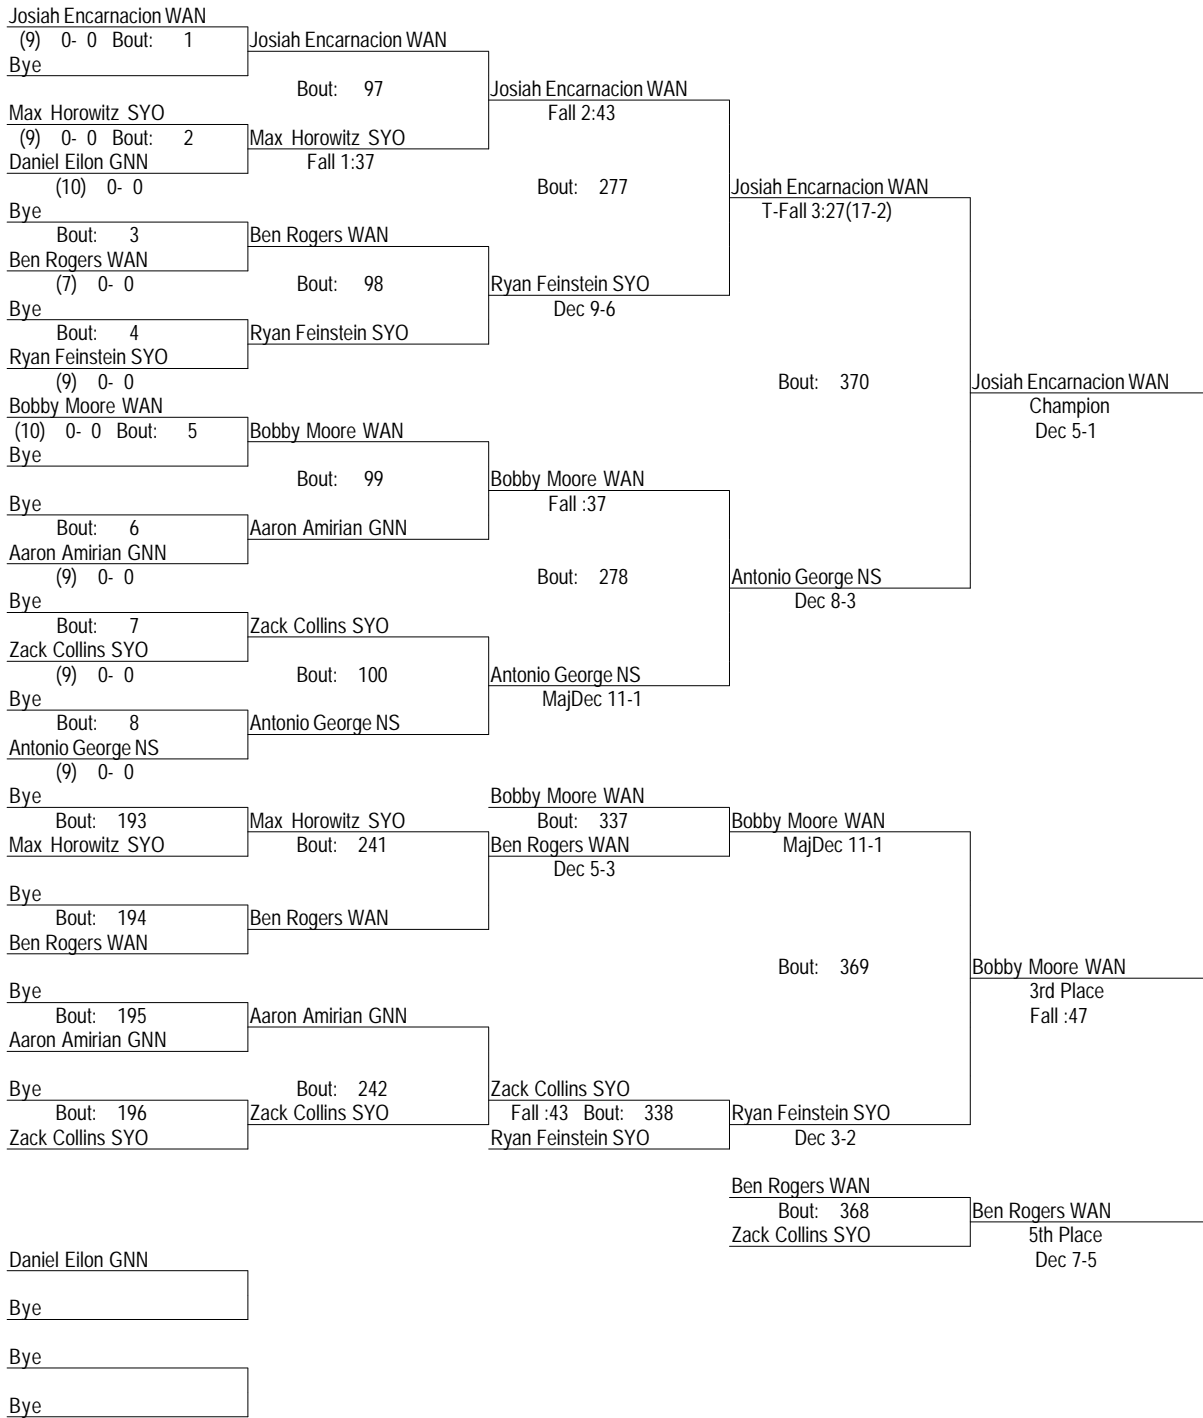 Josiah Encarnacion WAN
(9) 0- 0 Bout: 1 Josiah Encarnacion WAN
Bye
Bout: 97 Josiah Encarnacion WAN
Max Horowitz SYO Fall 2:43
(9) 0- 0 Bout: 2 Max Horowitz SYO
Daniel Eilon GNN Fall 1:37
(10) 0- 0 Bout: 277 Josiah Encarnacion WAN
Bye T-Fall 3:27(17-2)
Bout: 3 Ben Rogers WAN
Ben Rogers WAN
(7) 0- 0 Bout: 98 Ryan Feinstein SYO
Bye Dec 9-6
Bout: 4 Ryan Feinstein SYO
Ryan Feinstein SYO
(9) 0- 0 Bout: 370 Josiah Encarnacion WAN
Bobby Moore WAN Champion
(10) 0- 0 Bout: 5 Bobby Moore WAN Dec 5-1
Bye
Bout: 99 Bobby Moore WAN
Bye Fall :37
Bout: 6 Aaron Amirian GNN
Aaron Amirian GNN
(9) 0- 0 Bout: 278 Antonio George NS
Bye Dec 8-3
Bout: 7 Zack Collins SYO
Zack Collins SYO
(9) 0- 0 Bout: 100 Antonio George NS
Bye MajDec 11-1
Bout: 8 Antonio George NS
Antonio George NS
(9) 0- 0
Bye Bobby Moore WAN
Bout: 193 Max Horowitz SYO Bout: 337 Bobby Moore WAN
Max Horowitz SYO Bout: 241 Ben Rogers WAN MajDec 11-1
Dec 5-3
Bye
Bout: 194 Ben Rogers WAN
Ben Rogers WAN
Bout: 369 Bobby Moore WAN
Bye 3rd Place
Bout: 195 Aaron Amirian GNN Fall :47
Aaron Amirian GNN
Bye Bout: 242 Zack Collins SYO
Bout: 196 Zack Collins SYO Fall :43 Bout: 338 Ryan Feinstein SYO
Zack Collins SYO Ryan Feinstein SYO Dec 3-2
Ben Rogers WAN
Bout: 368 Ben Rogers WAN
Zack Collins SYO 5th Place
Daniel Eilon GNN Dec 7-5
Bye
Bye
Bye